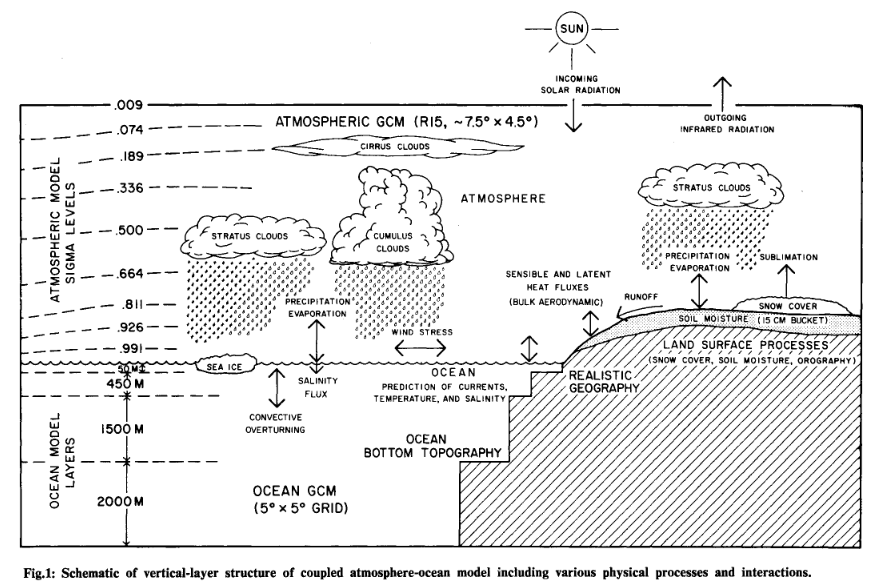 SUN
INCOMING
SOLAR RADIATION
OUTGOING
INFRARED RADIATION
ATMOSPHERIC GCM (R15, ~7.5° x 4.5°)
CIRRUS CLOUDS
ATMOSPHERIC MODEL
SIGMA LEVELS
.009
.074
.189
.336
.500
.664
.811
.926
.991
ATMOSPHERE
STRATUS CLOUDS
CUMULUS
CLOUDS
STRATUS CLOUDS
PRECIPITATION
EVAPORATION
WIND STRESS
SENSIBLE AND LATENT
HEAT FLUXES
(BULK AERODYNAMIC)
PRECIPITATION
EVAPORATION
SUBLIMATION
RUNOFF
SNOW COVER
SOIL MOISTURE (15 CM BUCKET)
LAND SURFACE PROCESSES
(SNOW COVER, SOIL MOISTURE, OROGRAPHY)
REALISTIC
GEOGRAPHY
SEA ICE
SALINITY
FLUX
CONVECTIVE
OVERTURNING
OCEAN
PREDICTION OF CURRENTS,
TEMPERATURE, AND SALINITY
OCEAN
BOTTOM TOPOGRAPHY
OCEAN MODEL
LAYERS
50 M
450 M
1500 M
2000 M
OCEAN GCM
(5° x 5° GRID)
Fig.1: Schematic of vertical-layer structure of coupled atmosphere-ocean model including various physical processes and interactions.